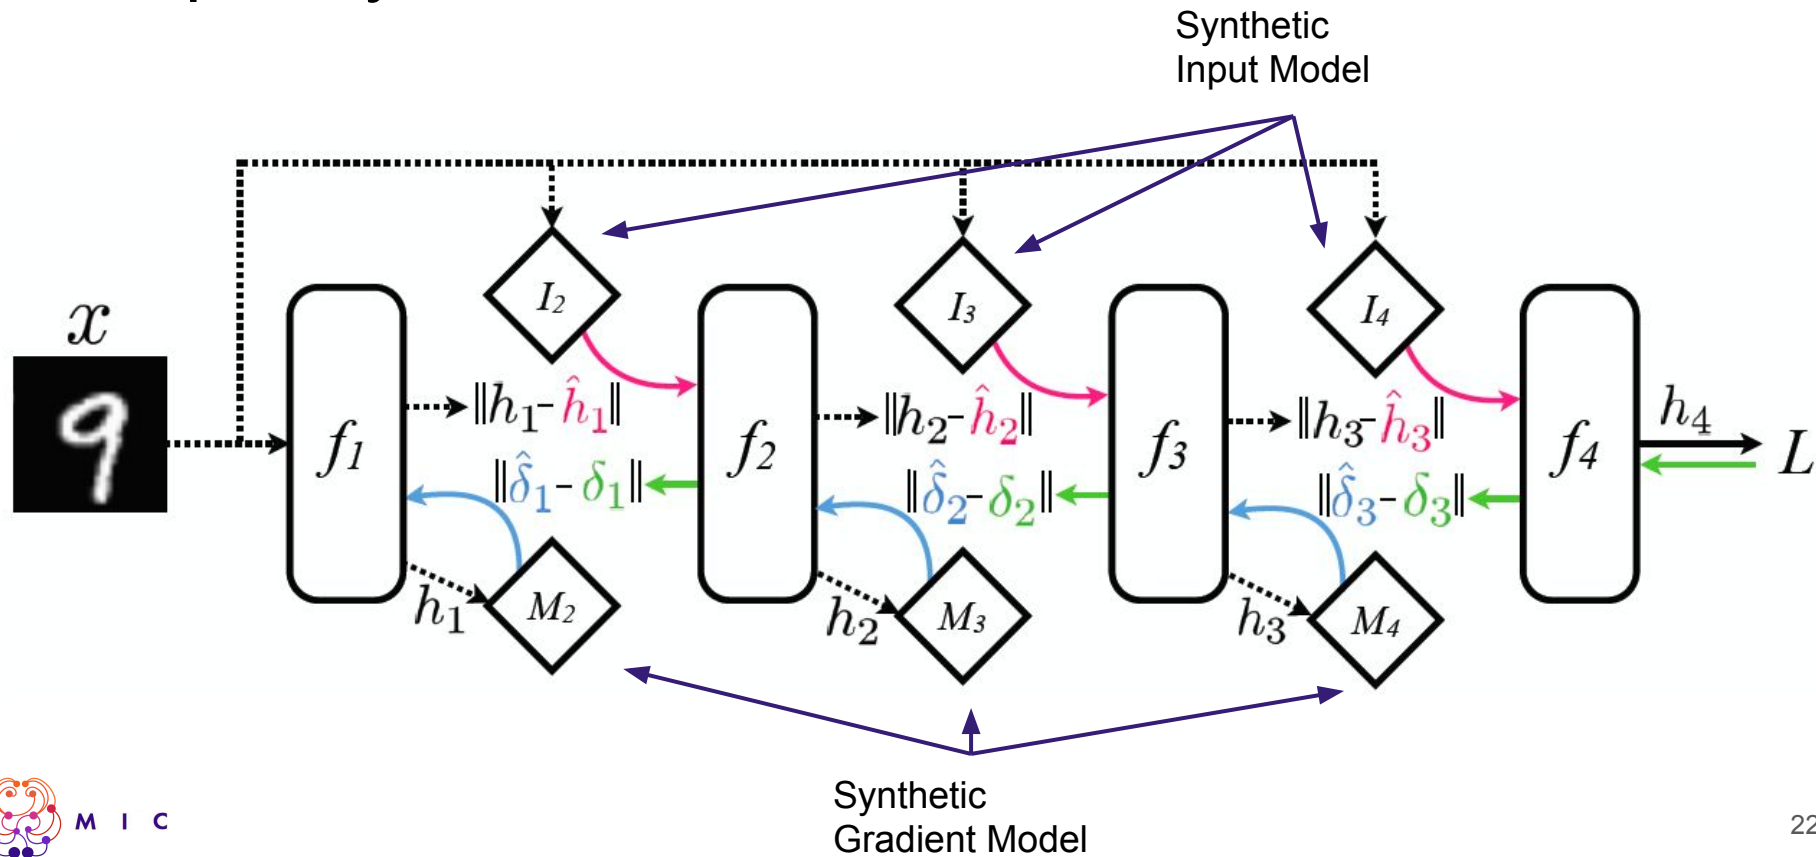 Synthetic
Input Model
x
I2
I3
I4
f1
f2
f3
f4
‖h1-ĥ1‖
‖h2-ĥ2‖
‖h3-ĥ3‖
h4
L
‖δ̂1-δ1‖
‖δ̂2-δ2‖
‖δ̂3-δ3‖
h1
M2
h2
M3
h3
M4
Synthetic
Gradient Model
M I C
22